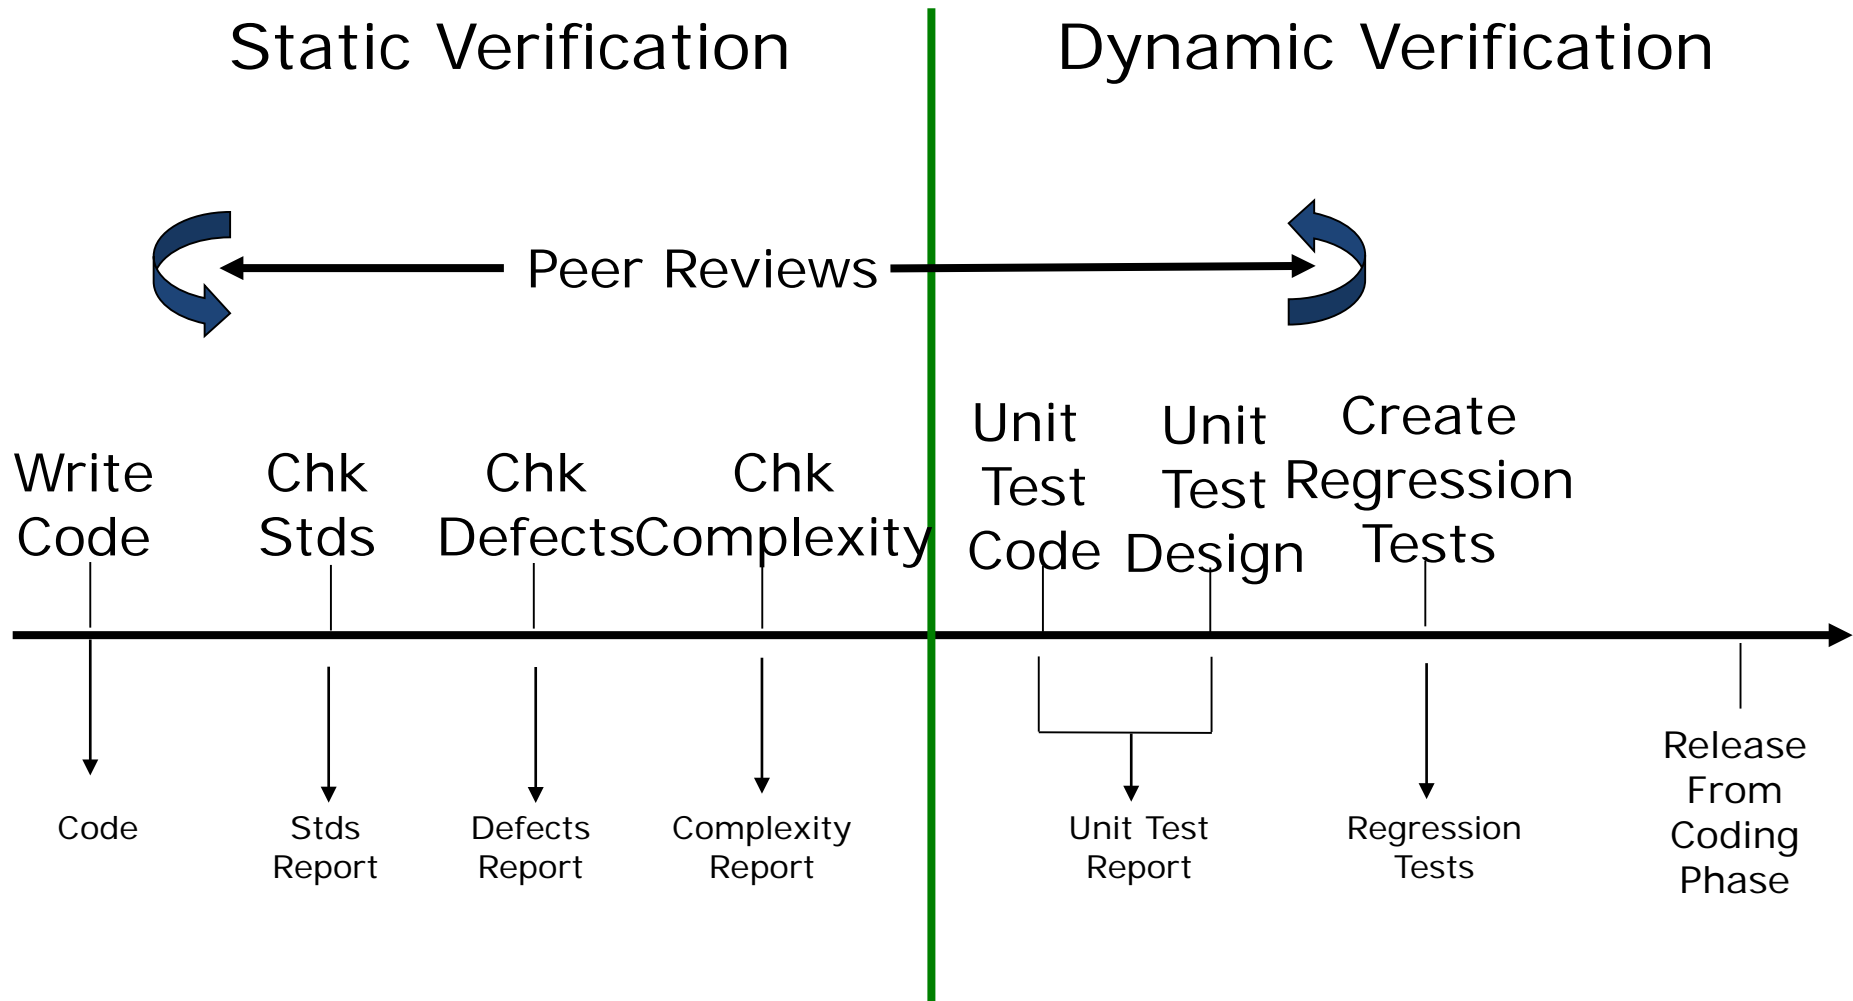 Static Verification
Dynamic Verification
Peer Reviews
Write
Code
Chk
Stds
Chk
Defects
Chk
Complexity
Unit
Test
Code
Unit
Test
Design
Create
Regression
Tests
Code
Stds
Report
Defects
Report
Complexity
Report
Unit Test
Report
Regression
Tests
Release
From
Coding
Phase